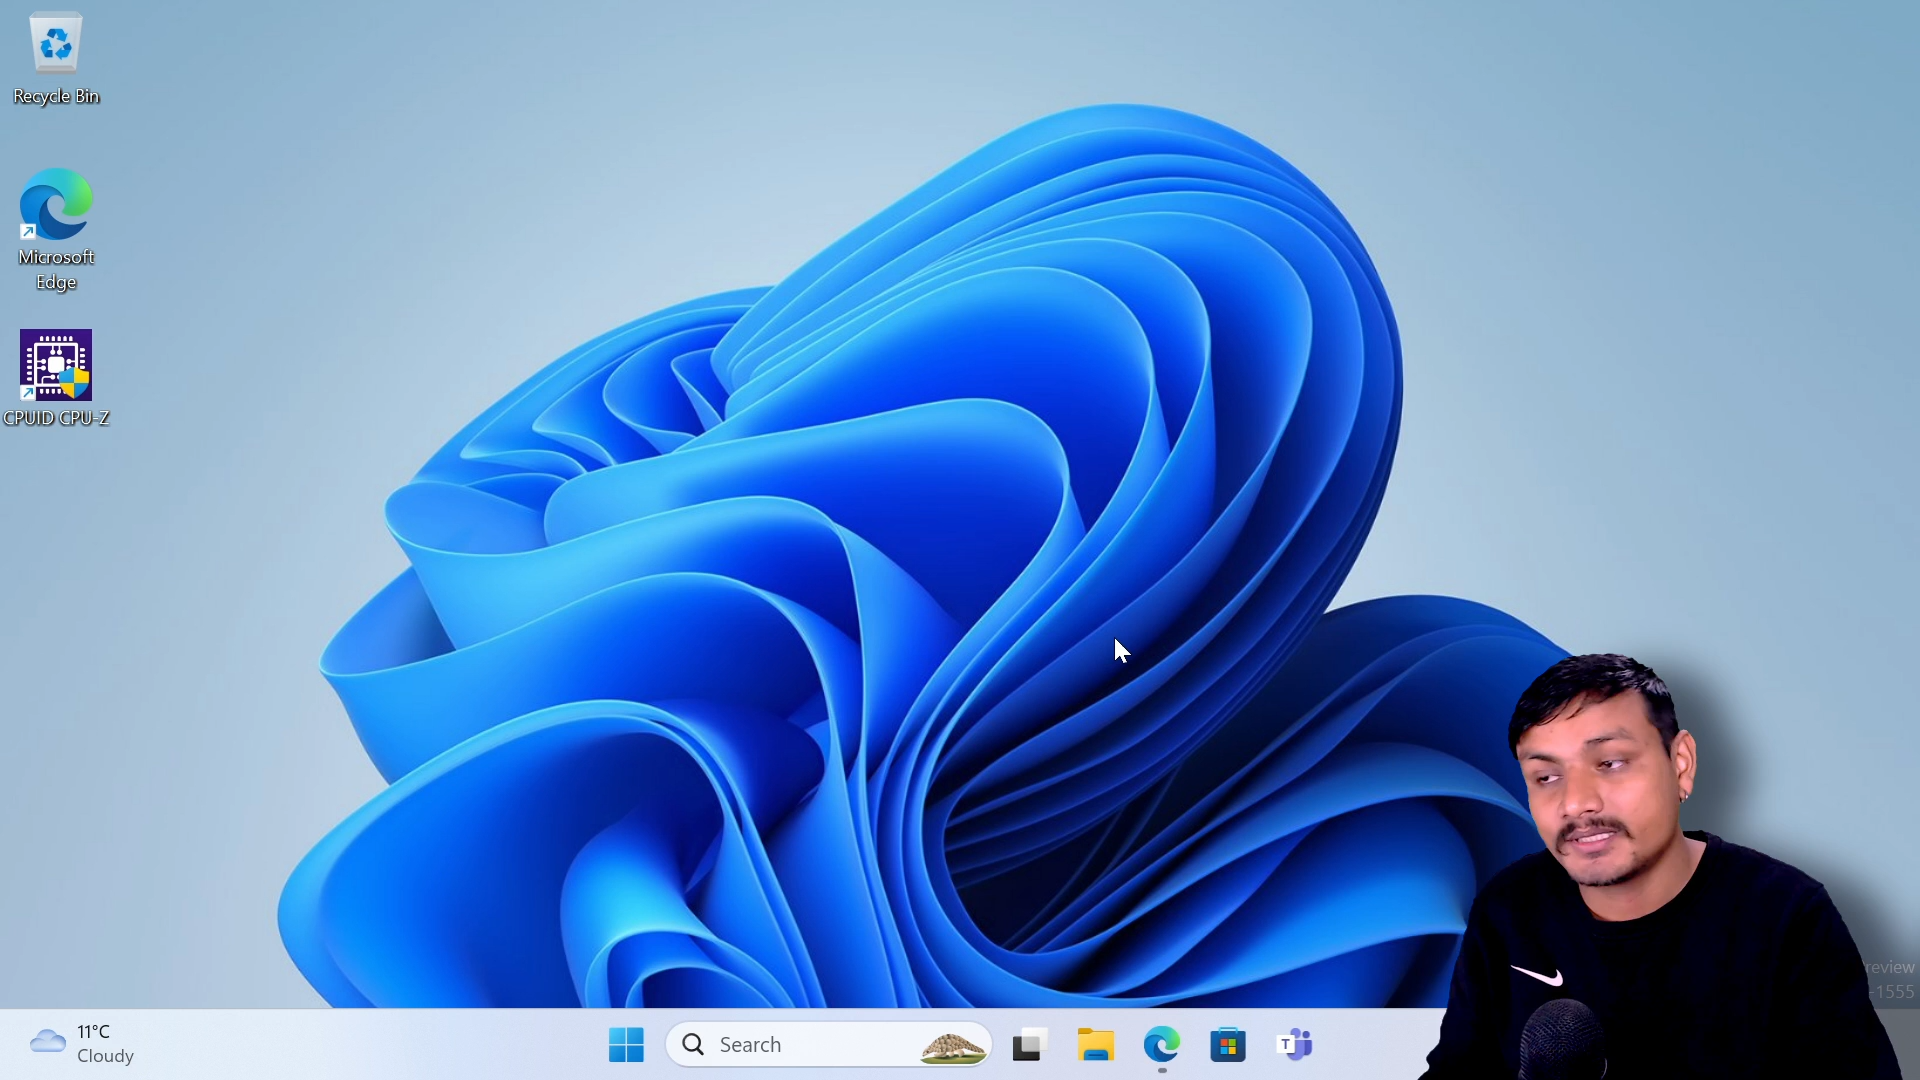 Recycle Bin
Microsoft
Edge
CPUID CPU-Z
review
-1555
11°C
Cloudy
Search
T